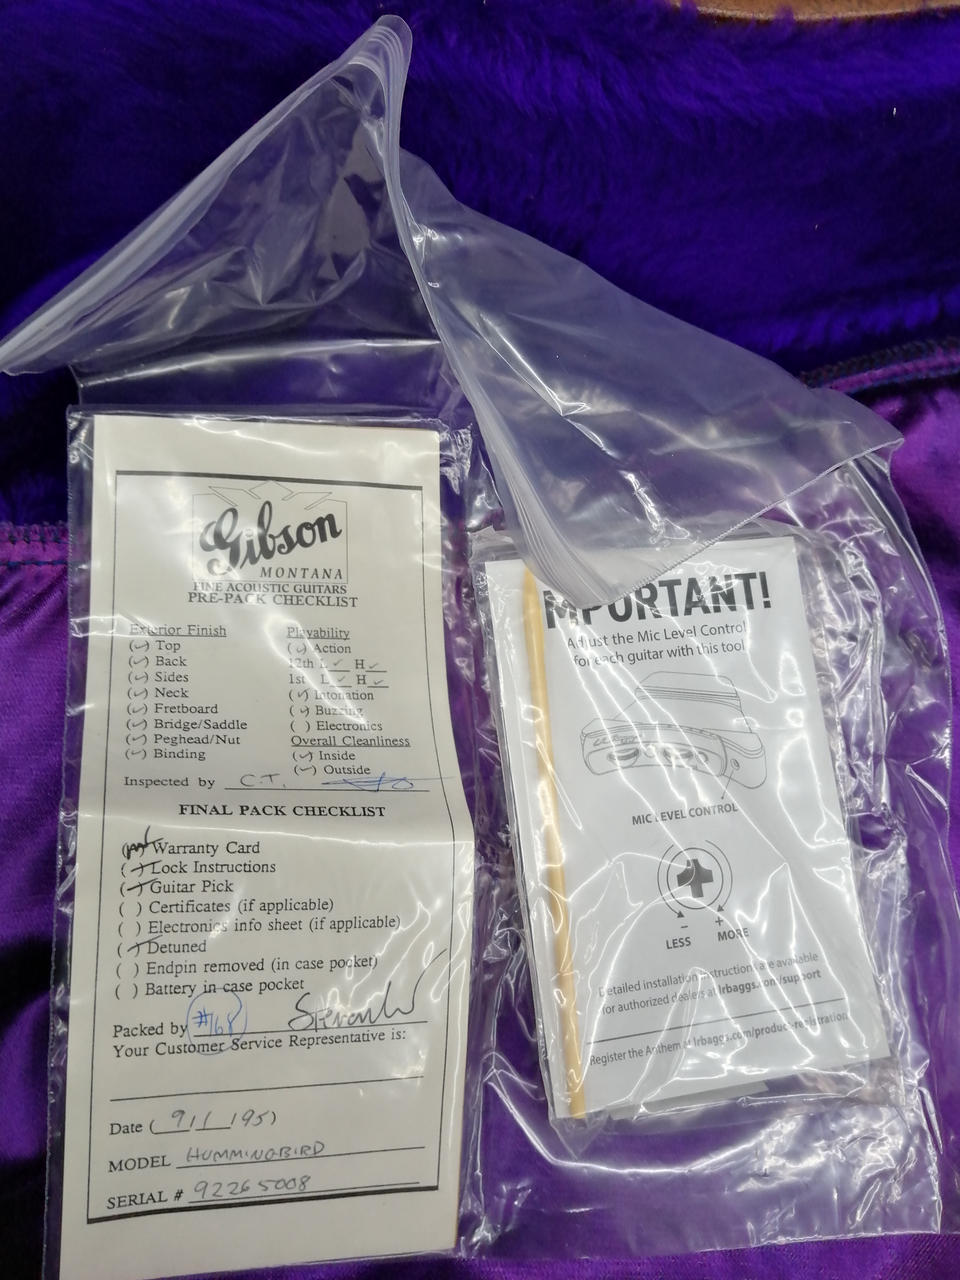 Gibson
MONTANA
FINE ACOUSTIC GUITARS
PRE-PACK CHECKLIST
Exterior Finish
(✓) Top
(✓) Back
(✓) Sides
(✓) Neck
(✓) Fretboard
(✓) Bridge/Saddle
(✓) Peghead/Nut
(✓) Binding
Playability
(✓) Action
12th L ✓ H ✓
1st L ✓ H ✓
(✓) Intonation
(✓) Buzzing
( ) Electronics
Overall Cleanliness
(✓) Inside
(✓) Outside
Inspected by C.T.
FINAL PACK CHECKLIST
(✓) Warranty Card
(✓) Lock Instructions
(✓) Guitar Pick
( ) Certificates (if applicable)
( ) Electronics info sheet (if applicable)
(✓) Detuned
( ) Endpin removed (in case pocket)
( ) Battery in case pocket
Packed by #168
Your Customer Service Representative is:
Date (9/1/95)
MODEL HUMMINGBIRD
SERIAL # 92265008
IMPORTANT!
Adjust the Mic Level Control
for each guitar with this tool
MIC LEVEL CONTROL
- +
LESS MORE
Detailed installation instructions are available
for authorized dealers at lrbaggs.com/support
Register the Anthem at lrbaggs.com/product-registration